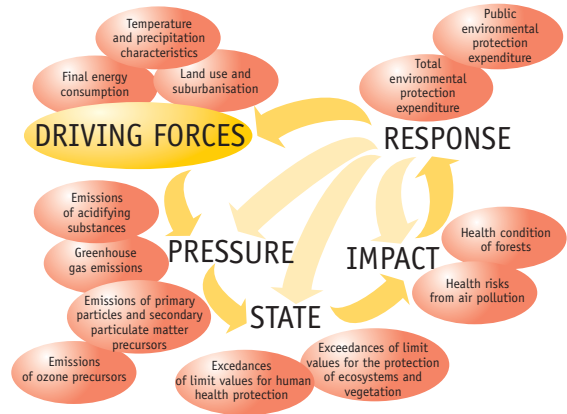 Temperature
and precipitation
characteristics
Final energy
consumption
Land use and
suburbanisation
DRIVING FORCES
Public
environmental
protection
expenditure
Total
environmental
protection
expenditure
RESPONSE
Emissions
of acidifying
substances
Greenhouse
gas emissions
Emissions of primary
particles and secondary
particulate matter
precursors
Emissions
of ozone precursors
PRESSURE
IMPACT
Health condition
of forests
Health risks
from air pollution
STATE
Excedances
of limit values for human
health protection
Exceedances of limit
values for the protection
of ecosystems and
vegetation